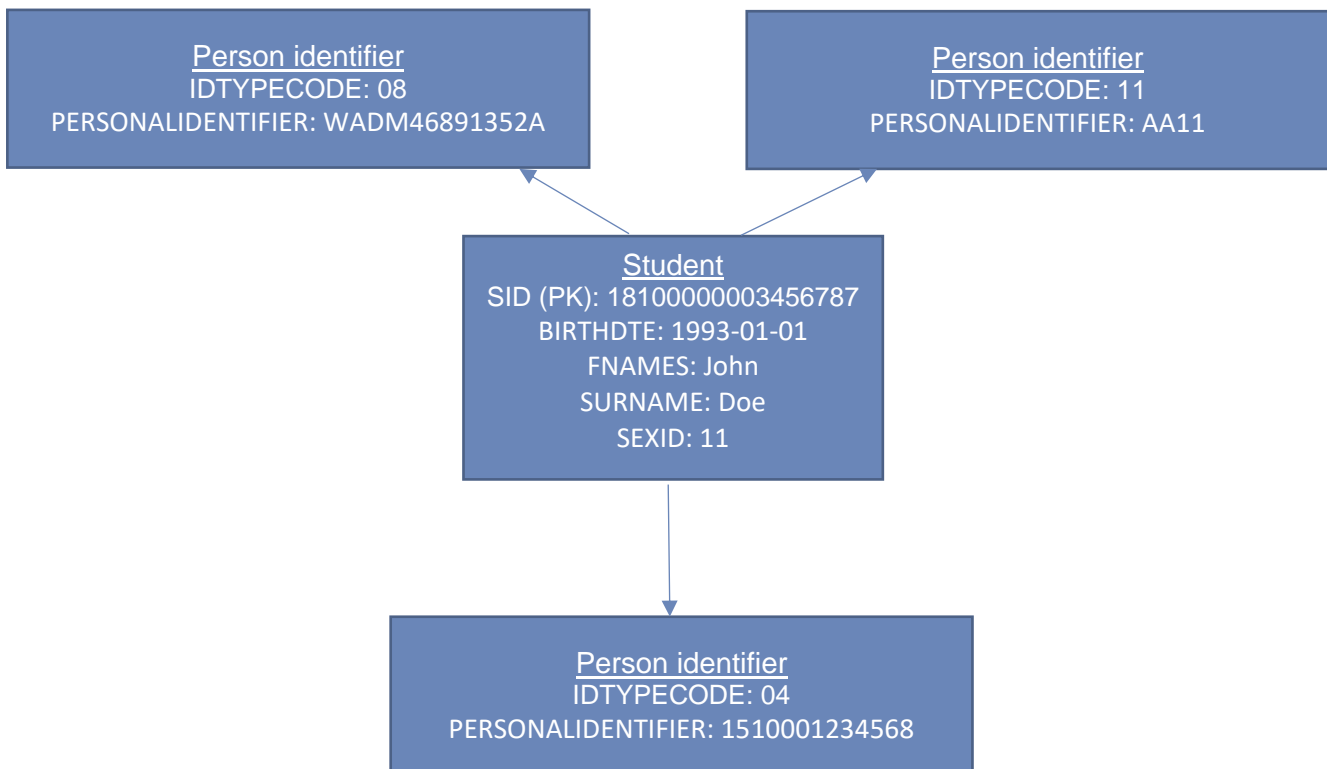 Person identifier
IDTYPECODE: 08
PERSONALIDENTIFIER: WADM46891352A
Person identifier
IDTYPECODE: 11
PERSONALIDENTIFIER: AA11
Student
SID (PK): 18100000003456787
BIRTHDTE: 1993-01-01
FNAMES: John
SURNAME: Doe
SEXID: 11
Person identifier
IDTYPECODE: 04
PERSONALIDENTIFIER: 1510001234568